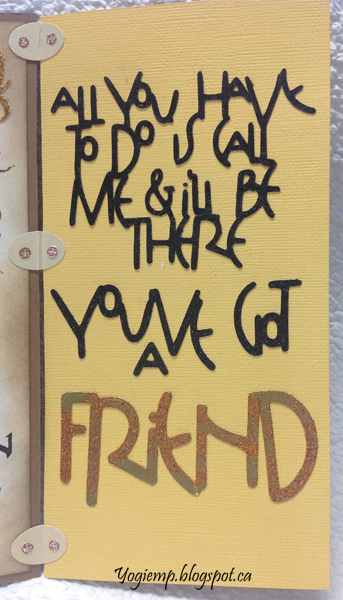 ALL YOU HAVE
TO DO IS CALL
ME & i'LL BE
THERE
YOU'VE GOT
A
FRiEND
Yogiemp.blogspot.ca